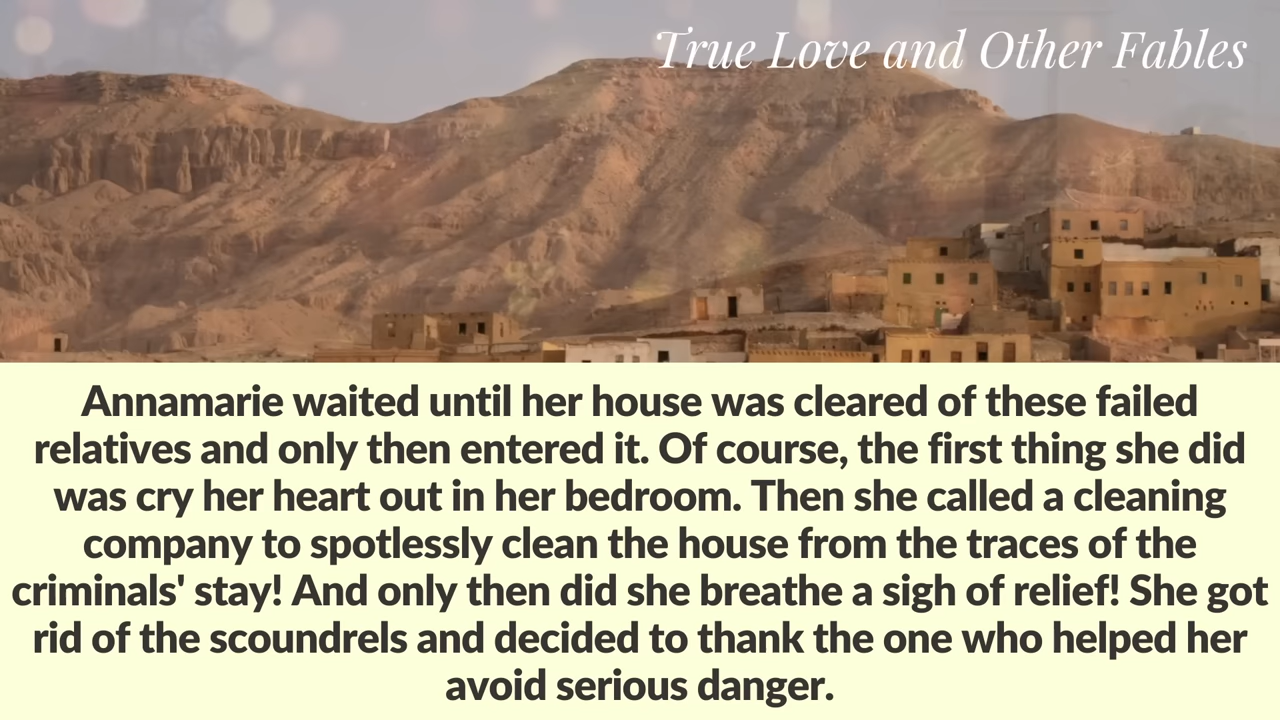 True Love and Other Fables
Annamarie waited until her house was cleared of these failed
relatives and only then entered it. Of course, the first thing she did
was cry her heart out in her bedroom. Then she called a cleaning
company to spotlessly clean the house from the traces of the
criminals' stay! And only then did she breathe a sigh of relief! She got
rid of the scoundrels and decided to thank the one who helped her
avoid serious danger.